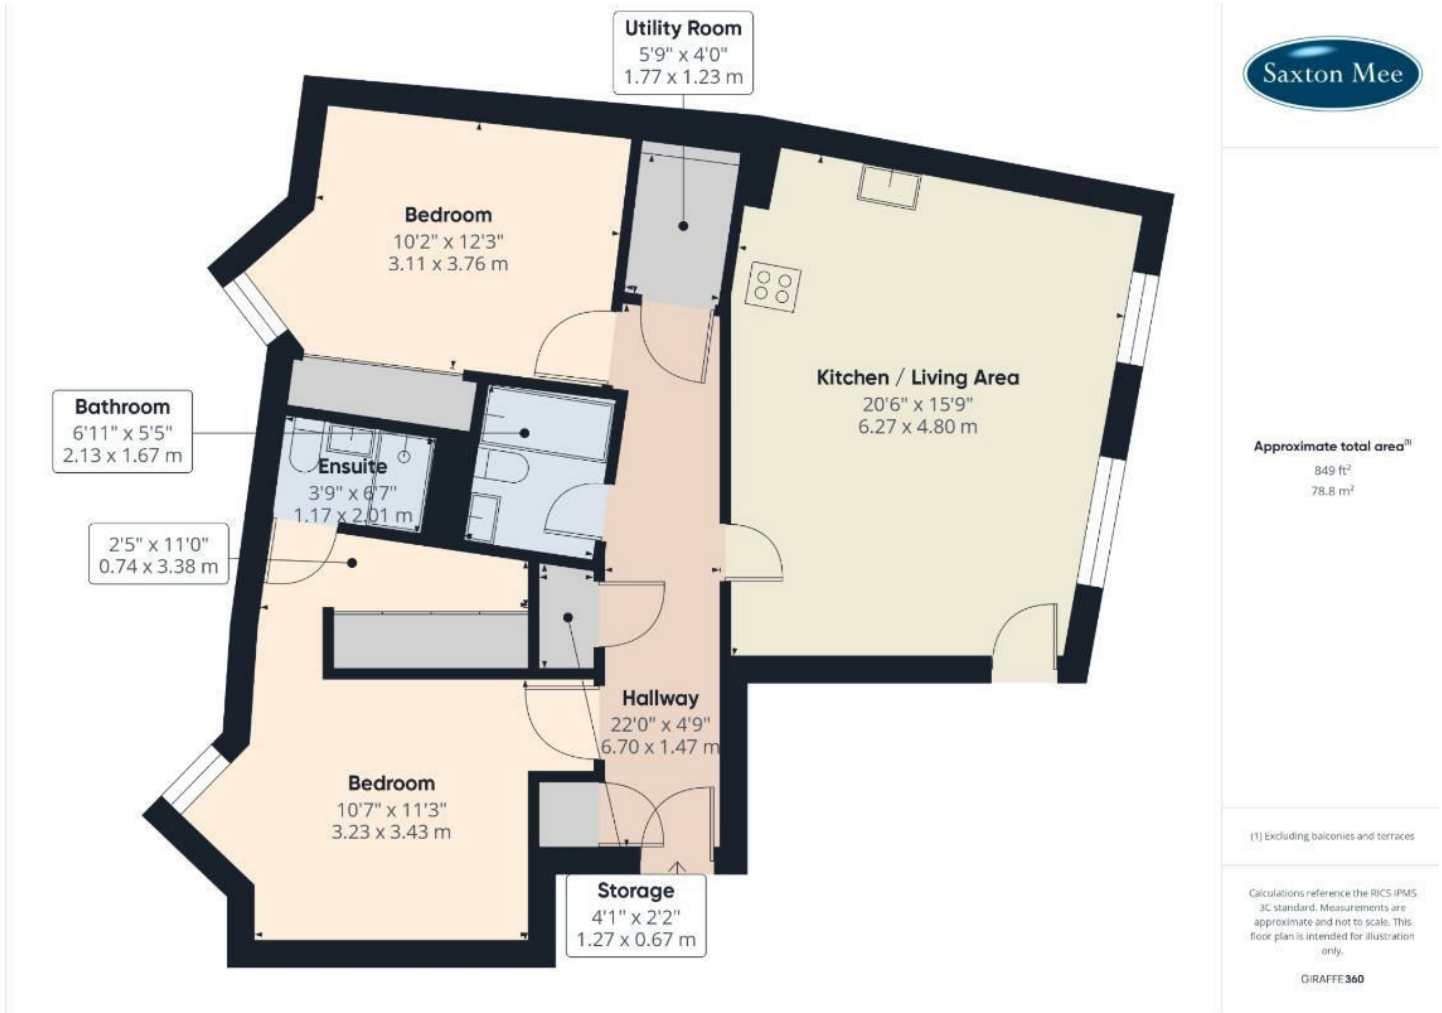 Utility Room
5'9" x 4'0"
1.77 x 1.23 m
Saxton Mee
Bedroom
10'2" x 12'3"
3.11 x 3.76 m
Kitchen / Living Area
20'6" x 15'9"
6.27 x 4.80 m
Bathroom
6'11" x 5'5"
2.13 x 1.67 m
Ensuite
3'9" x 6'7"
1.17 x 2.01 m
Approximate total area(1)
849 ft²
78.8 m²
2'5" x 11'0"
0.74 x 3.38 m
Hallway
22'0" x 4'9"
6.70 x 1.47 m
Bedroom
10'7" x 11'3"
3.23 x 3.43 m
Storage
4'1" x 2'2"
1.27 x 0.67 m
(1) Excluding balconies and terraces
Calculations reference the RICS IPMS
3C standard. Measurements are
approximate and not to scale. This
floor plan is intended for illustration
only.
GIRAFFE360